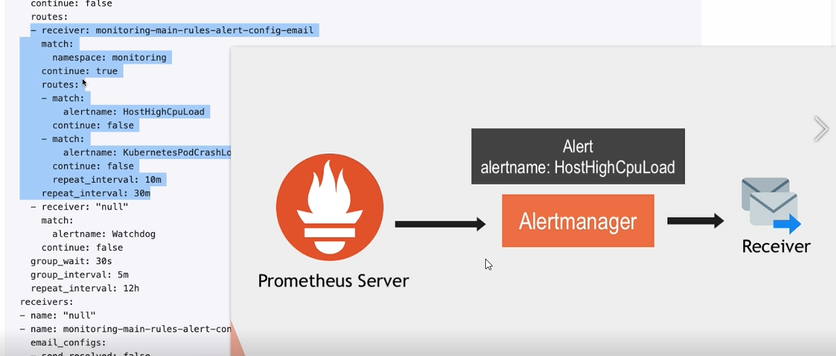 continue: false
routes:
- receiver: monitoring-main-rules-alert-config-email
match:
namespace: monitoring
continue: true
routes:
- match:
alertname: HostHighCpuLoad
continue: false
- match:
alertname: KubernetesPodCrashLo
continue: false
repeat_interval: 10m
repeat_interval: 30m
- receiver: "null"
match:
alertname: Watchdog
continue: false
group_wait: 30s
group_interval: 5m
repeat_interval: 12h
receivers:
- name: "null"
- name: monitoring-main-rules-alert-con
email_configs:
- send_resolved: false
Alert
alertname: HostHighCpuLoad
Alertmanager
Prometheus Server
Receiver